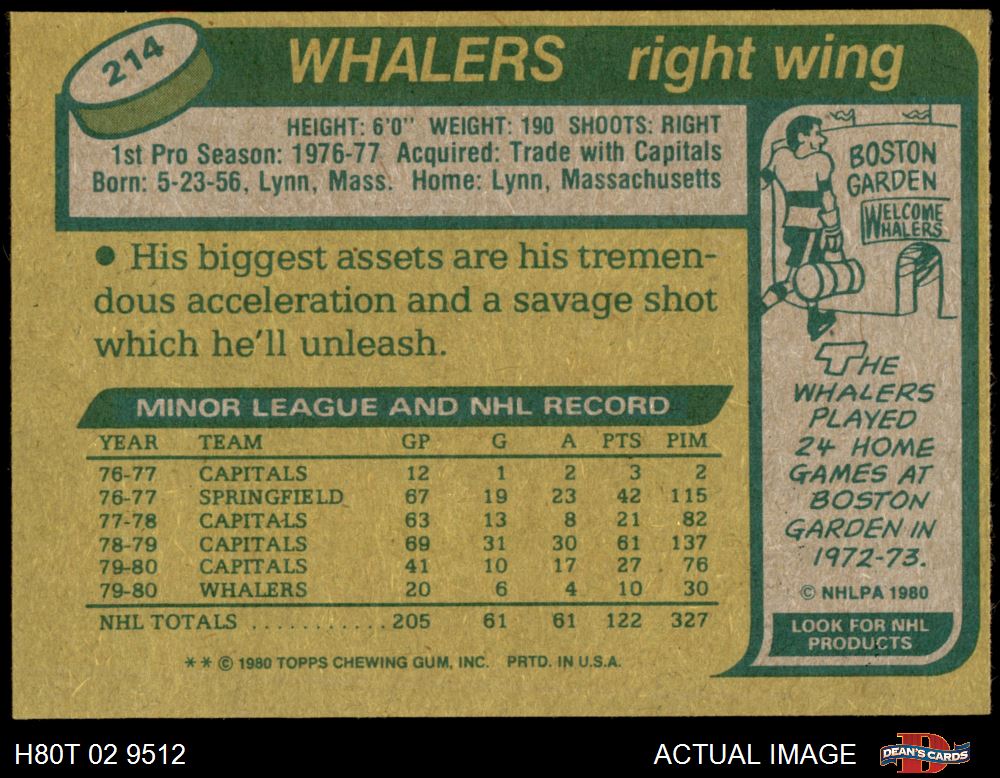 214
WHALERS right wing
HEIGHT: 6'0" WEIGHT: 190 SHOOTS: RIGHT
1st Pro Season: 1976-77 Acquired: Trade with Capitals
Born: 5-23-56, Lynn, Mass. Home: Lynn, Massachusetts
● His biggest assets are his tremen-
dous acceleration and a savage shot
which he'll unleash.
MINOR LEAGUE AND NHL RECORD
YEAR TEAM GP G A PTS PIM
76-77 CAPITALS 12 1 2 3 2
76-77 SPRINGFIELD 67 19 23 42 115
77-78 CAPITALS 63 13 8 21 82
78-79 CAPITALS 69 31 30 61 137
79-80 CAPITALS 41 10 17 27 76
79-80 WHALERS 20 6 4 10 30
NHL TOTALS ............205 61 61 122 327
** © 1980 TOPPS CHEWING GUM, INC. PRTD. IN U.S.A.
BOSTON
GARDEN
WELCOME
WHALERS
THE
WHALERS
PLAYED
24 HOME
GAMES AT
BOSTON
GARDEN IN
1972-73.
© NHLPA 1980
LOOK FOR NHL
PRODUCTS
H80T 02 9512 ACTUAL IMAGE DEAN'S CARDS